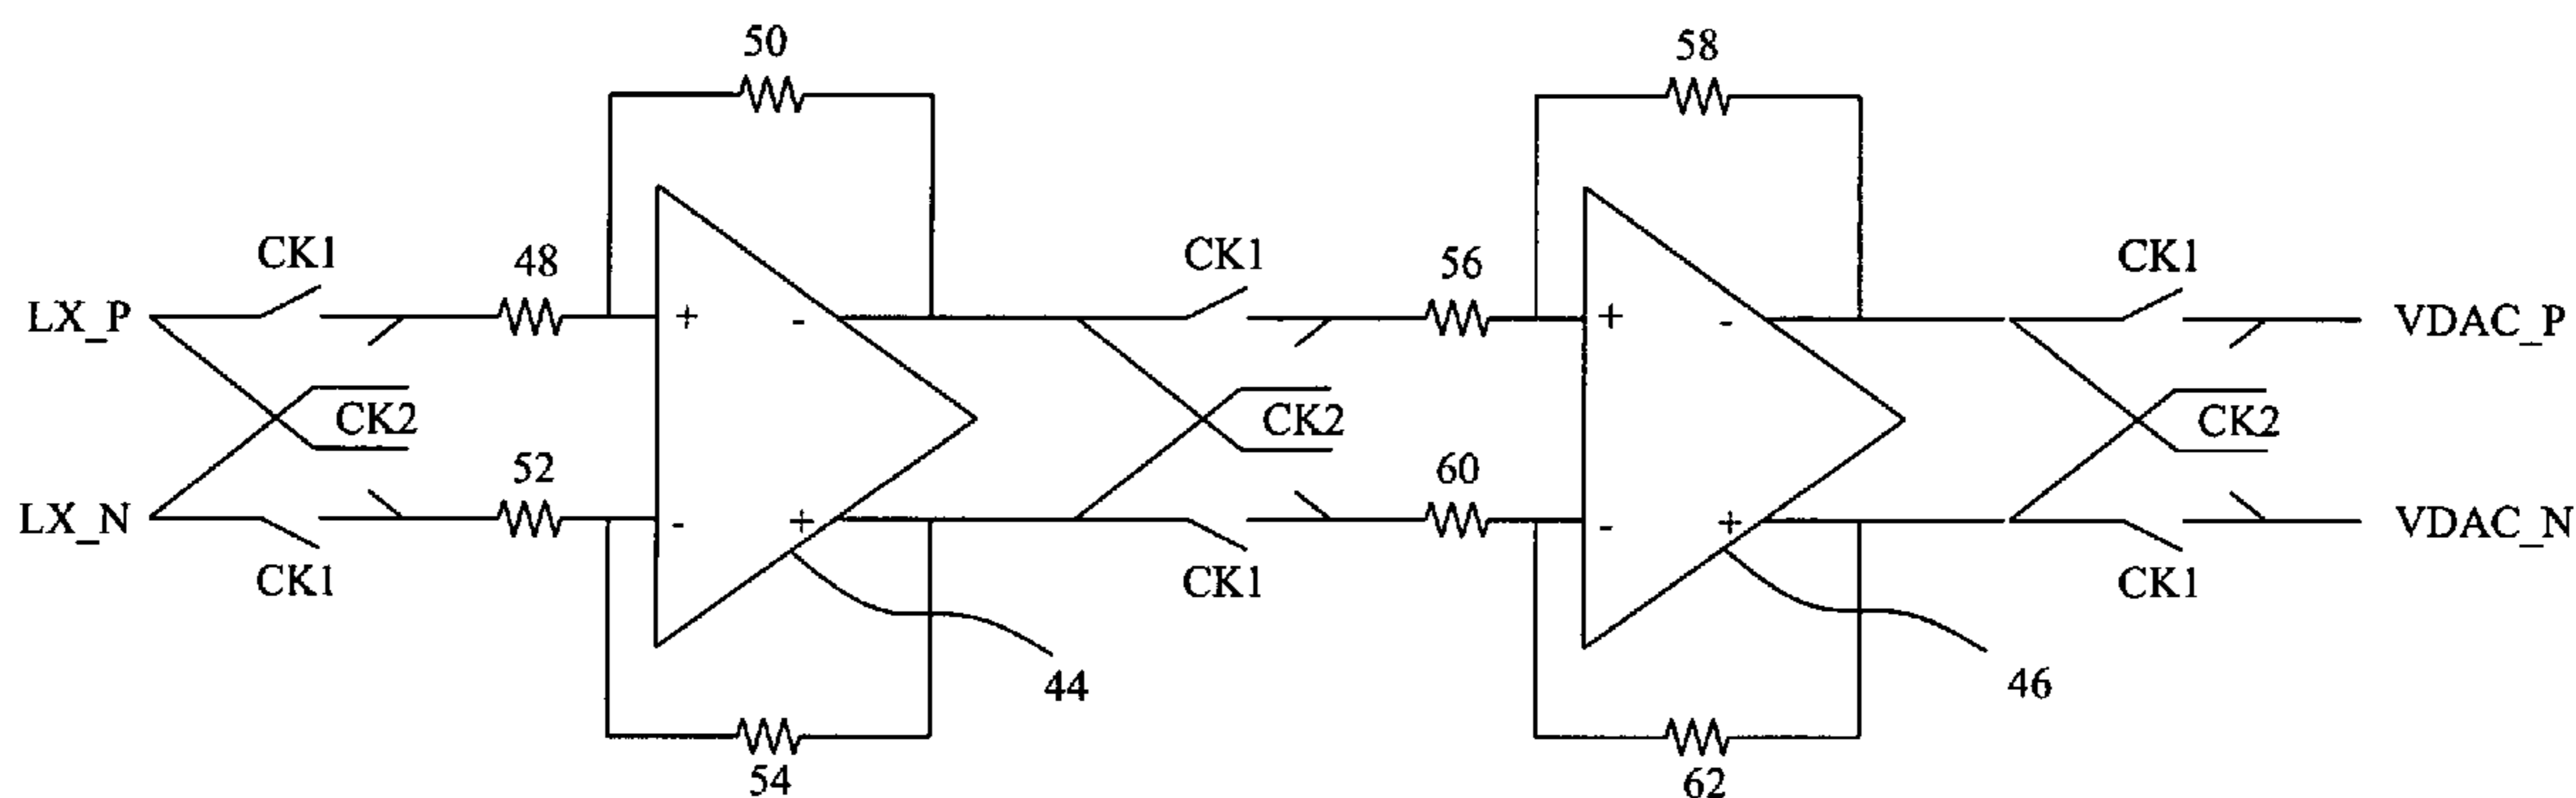 50
58
CK1
48
CK1
56
CK1
LX_P
+
-
+
-
VDAC_P
CK2
CK2
CK2
52
60
LX_N
-
+
-
+
VDAC_N
CK1
CK1
CK1
44
46
54
62